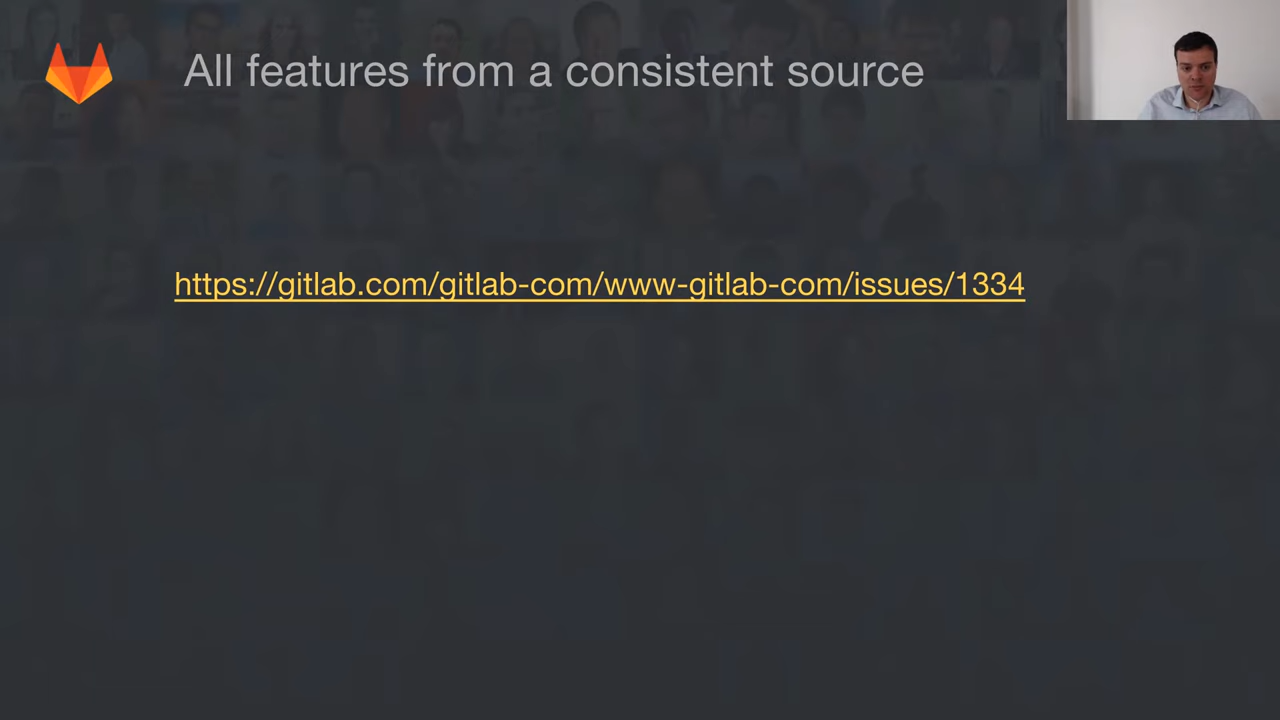 All features from a consistent source
https://gitlab.com/gitlab-com/www-gitlab-com/issues/1334